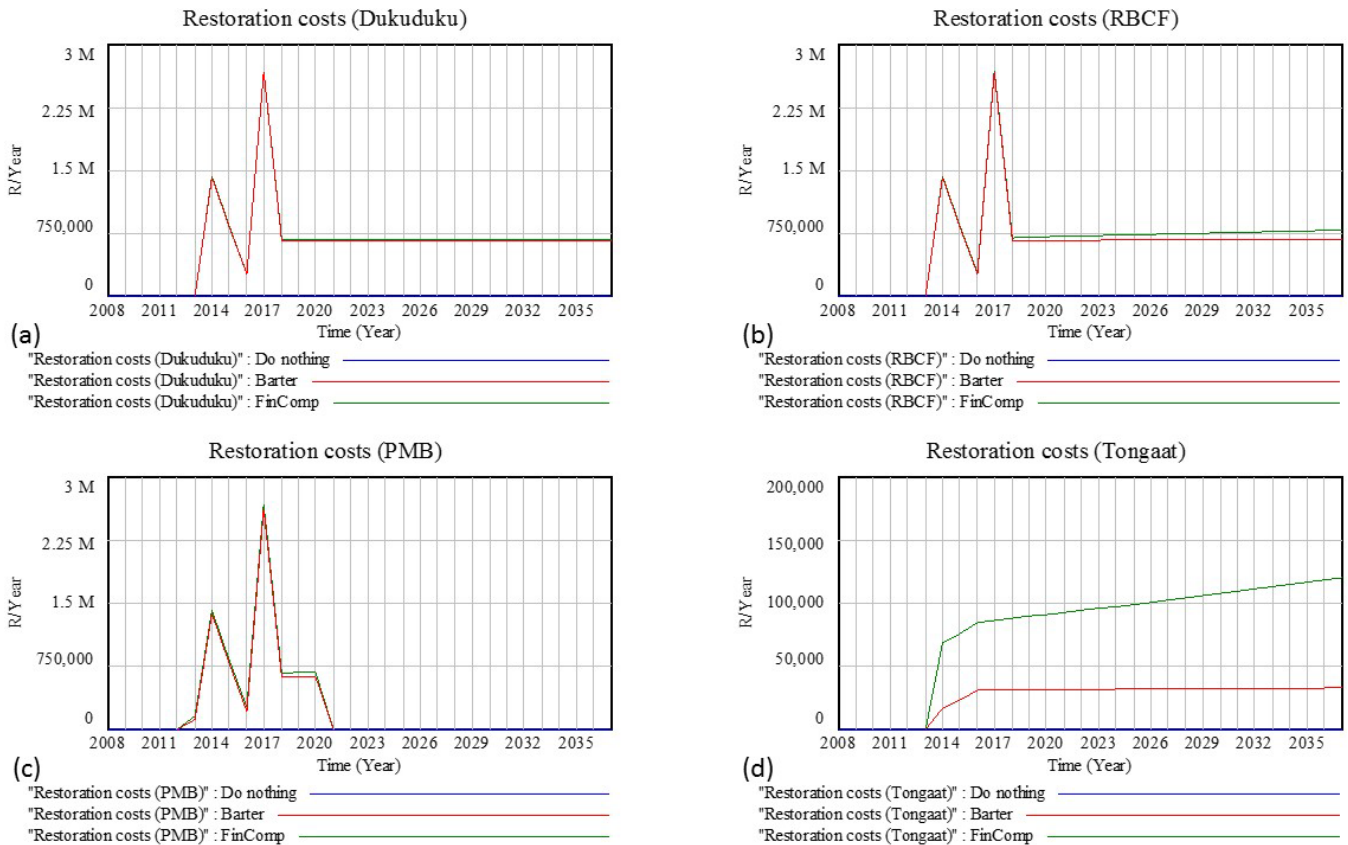 Restoration costs (Dukuduku)
3 M
2.25 M
1.5 M
750,000
0
R/Year
2008 2011 2014 2017 2020 2023 2026 2029 2032 2035
Time (Year)
(a)
"Restoration costs (Dukuduku)" : Do nothing
"Restoration costs (Dukuduku)" : Barter
"Restoration costs (Dukuduku)" : FinComp
Restoration costs (RBCF)
3 M
2.25 M
1.5 M
750,000
0
R/Year
2008 2011 2014 2017 2020 2023 2026 2029 2032 2035
Time (Year)
(b)
"Restoration costs (RBCF)" : Do nothing
"Restoration costs (RBCF)" : Barter
"Restoration costs (RBCF)" : FinComp
Restoration costs (PMB)
3 M
2.25 M
1.5 M
750,000
0
R/Year
2008 2011 2014 2017 2020 2023 2026 2029 2032 2035
Time (Year)
(c)
"Restoration costs (PMB)" : Do nothing
"Restoration costs (PMB)" : Barter
"Restoration costs (PMB)" : FinComp
Restoration costs (Tongaat)
200,000
150,000
100,000
50,000
0
R/Year
2008 2011 2014 2017 2020 2023 2026 2029 2032 2035
Time (Year)
(d)
"Restoration costs (Tongaat)" : Do nothing
"Restoration costs (Tongaat)" : Barter
"Restoration costs (Tongaat)" : FinComp